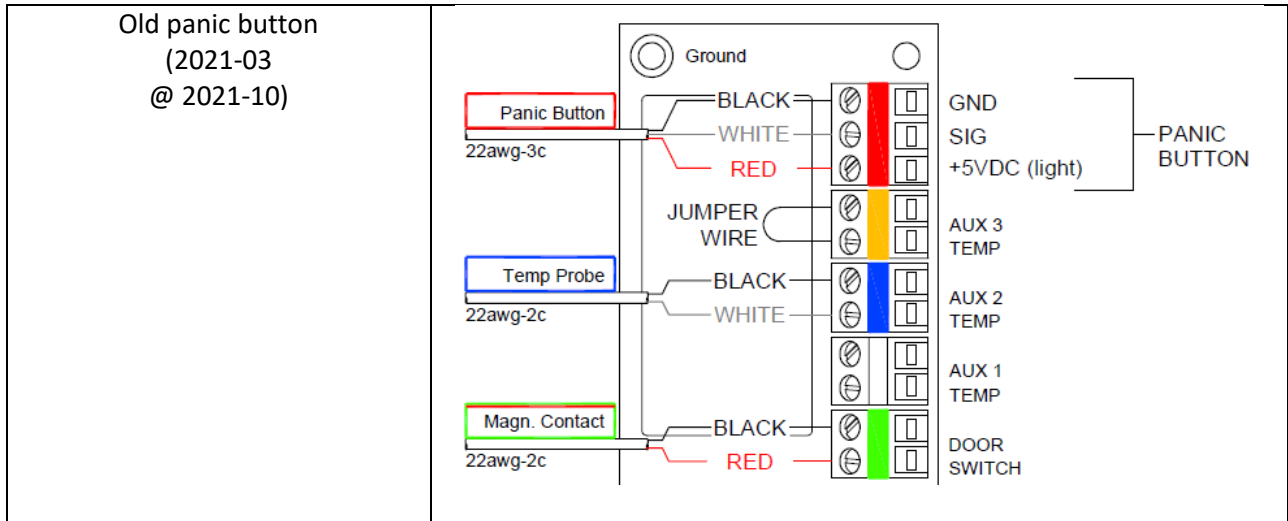 Old panic button
(2021-03
@ 2021-10)
Ground
Panic Button
22awg-3c
BLACK
WHITE
RED
GND
SIG
+5VDC (light)
PANIC
BUTTON
JUMPER
WIRE
AUX 3
TEMP
Temp Probe
22awg-2c
BLACK
WHITE
AUX 2
TEMP
AUX 1
TEMP
Magn. Contact
22awg-2c
BLACK
RED
DOOR
SWITCH